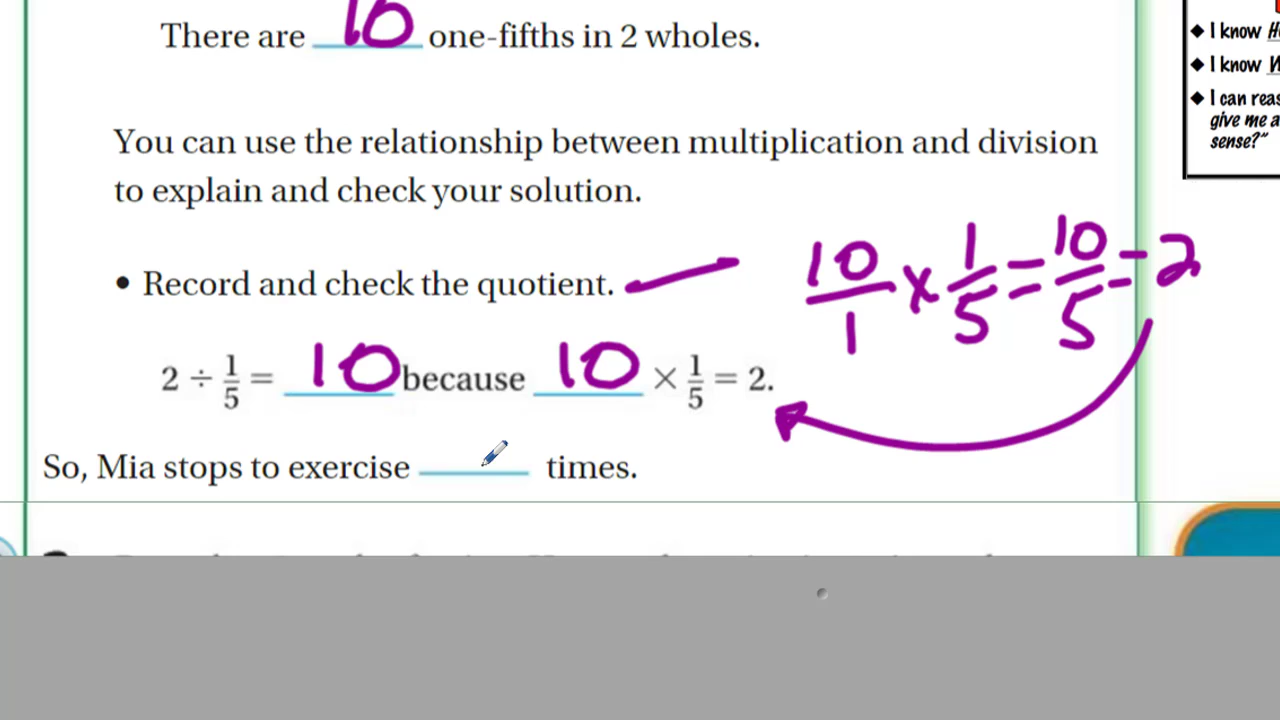 There are 10 one-fifths in 2 wholes.
◆ I know
◆ I know
◆ I can
give me a
sense?"
You can use the relationship between multiplication and division
to explain and check your solution.
• Record and check the quotient.
10/1 x 1/5 = 10/5 = 2
2 ÷ 1/5 = 10 because 10 × 1/5 = 2.
So, Mia stops to exercise ____ times.